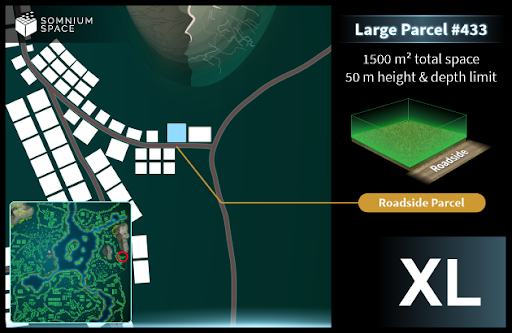 SOMNIUM
SPACE
Large Parcel #433
1500 m² total space
50 m height & depth limit
Roadside
Roadside Parcel
XL